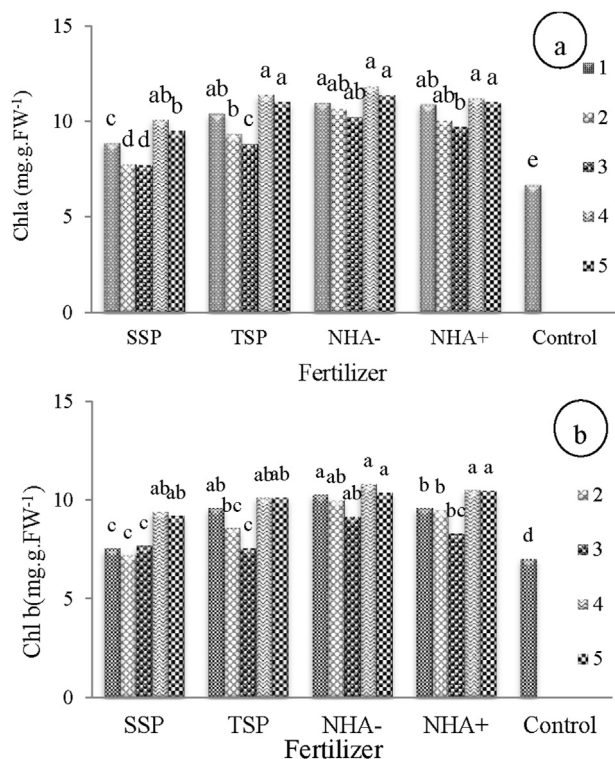 15
a
a
a
a
a
a
ab
ab
ab
ab
ab
ab
b
1
Chla (mg.g.FW-1)
10
c
b
b
c
2
d
d
e
3
5
4
5
0
SSP
TSP
NHA-
NHA+
Control
Fertilizer
15
b
a
ab
a
a
a
a
ab
ab
ab
ab
ab
ab
b
b
Chl b(mg.g.FW-1)
10
bc
bc
2
c
c
c
c
d
3
5
4
5
0
SSP
TSP
NHA-
NHA+
Control
Fertilizer